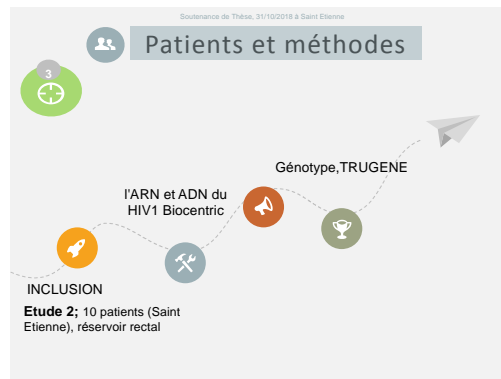 Soutenance de Thèse, 31/10/2018 à Saint Etienne
Patients et méthodes
3
Génotype,TRUGENE
l'ARN et ADN du
HIV1 Biocentric
INCLUSION
Etude 2; 10 patients (Saint
Etienne), réservoir rectal